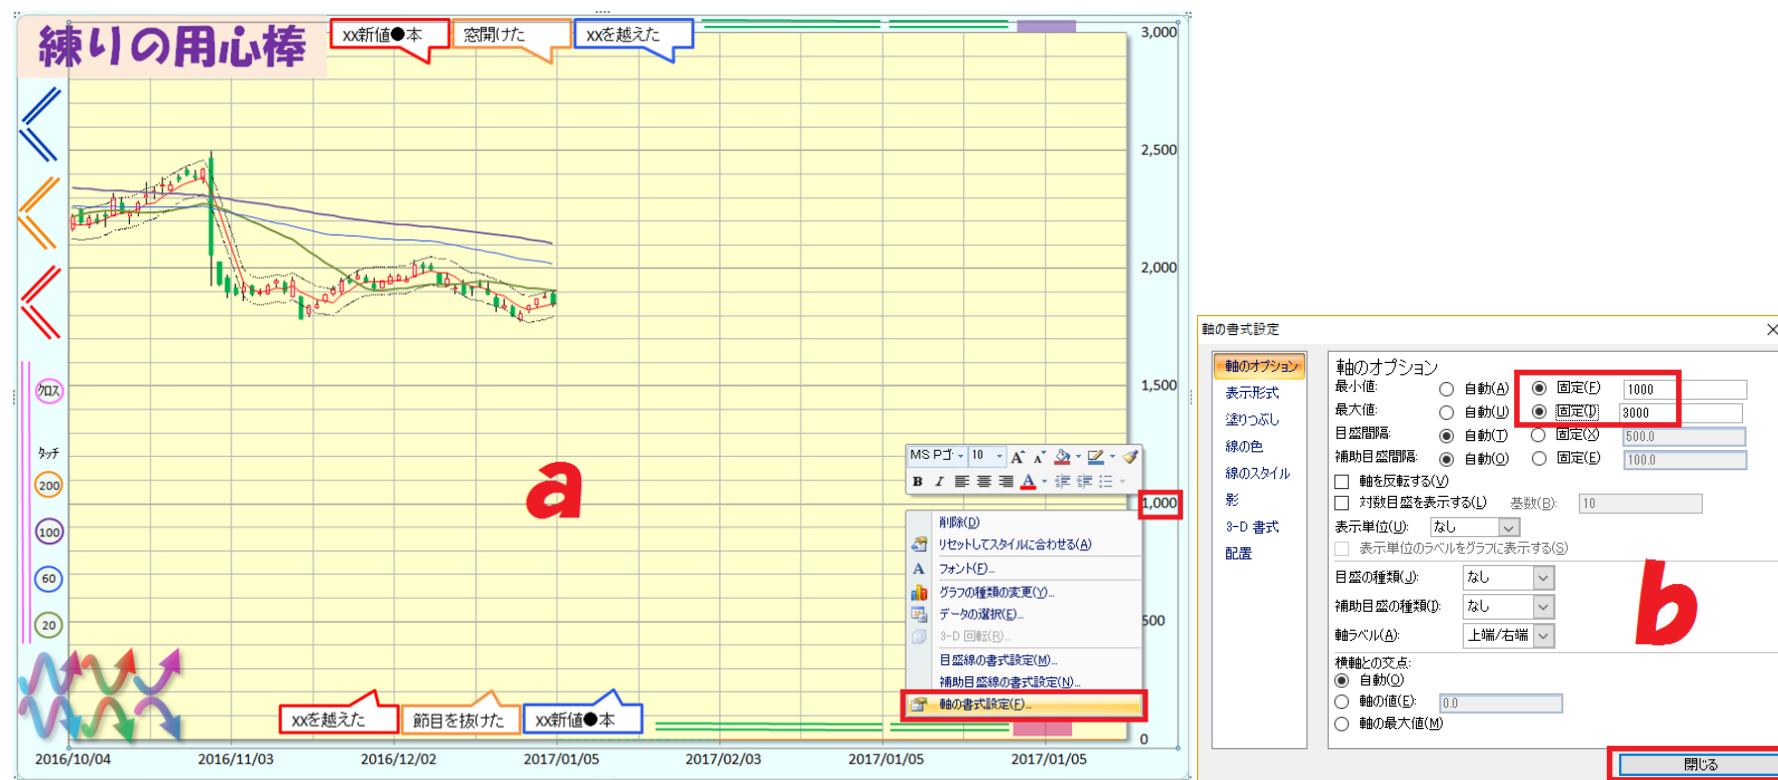 練りの用心棒
xx新値●本
窓開けた
xxを越えた
3,000
2,500
2,000
1,500
1,000
500
0
クロス
タッチ
200
100
60
20
a
MS Pゴ
10
A A
B I A
削除(D)
リセットしてスタイルに合わせる(A)
フォント(F)...
グラフの種類の変更(Y)...
データの選択(E)...
3-D 回転(R)...
目盛線の書式設定(M)...
補助目盛線の書式設定(N)...
軸の書式設定(F)...
xxを越えた
節目を抜けた
xx新値●本
2016/10/04
2016/11/03
2016/12/02
2017/01/05
2017/02/03
2017/01/05
2017/01/05
軸の書式設定
軸のオプション
表示形式
塗りつぶし
線の色
線のスタイル
影
3-D 書式
配置
軸のオプション
最小値: 自動(A) 固定(F) 1000
最大値: 自動(U) 固定(I) 3000
目盛間隔: 自動(T) 固定(X) 500.0
補助目盛間隔: 自動(O) 固定(E) 100.0
軸を反転する(V)
対数目盛を表示する(L) 基数(B): 10
表示単位(U): なし
表示単位のラベルをグラフに表示する(S)
目盛の種類(J): なし
補助目盛の種類(I): なし
軸ラベル(A): 上端/右端
横軸との交点:
自動(O)
軸の値(E): 0.0
軸の最大値(M)
b
閉じる